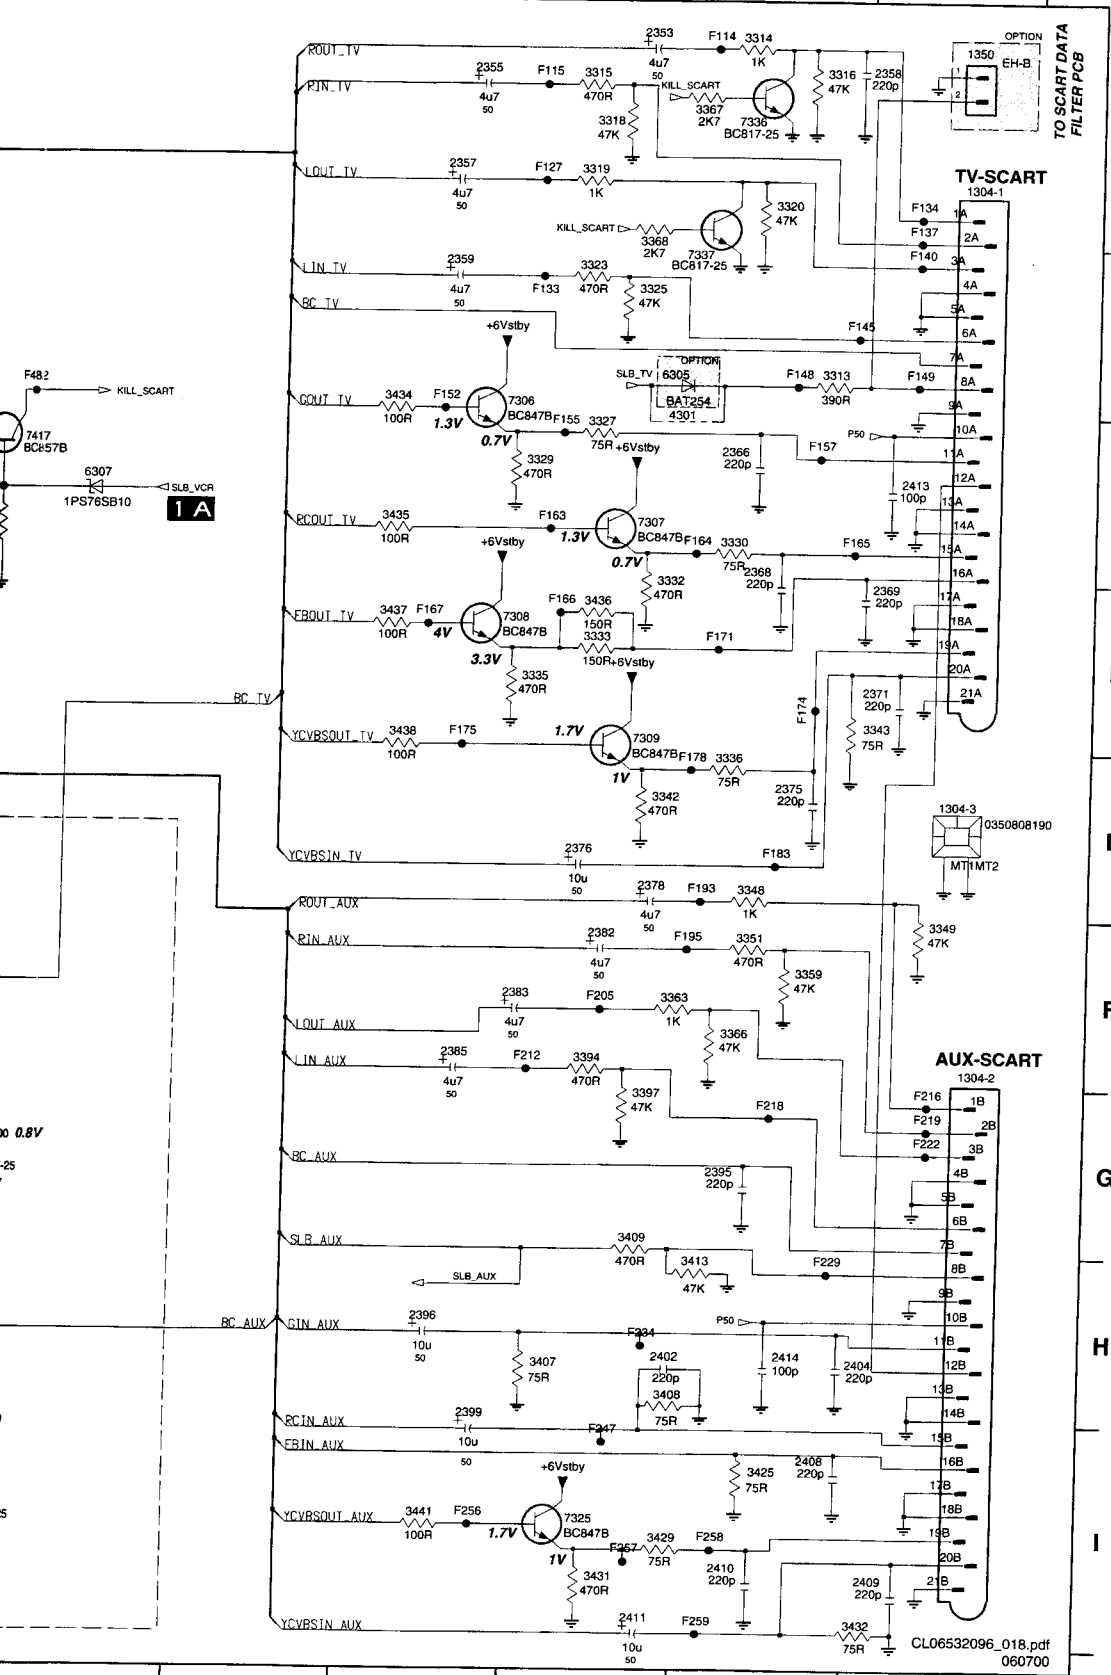 ROUT_TV
2353
4u7
50
F114
3314
1K
OPTION
1350
EH-B
1
2
TO SCART DATA
FILTER PCB
RIN_TV
2355
4u7
50
F115
3315
470R
KILL_SCART
3367
2K7
7336
BC817-25
3316
47K
2358
220p
3318
47K
LOUT_TV
2357
4u7
50
F127
3319
1K
3320
47K
KILL_SCART
3368
2K7
7337
BC817-25
TV-SCART
1304-1
F134
1A
F137
2A
F140
3A
4A
5A
6A
7A
8A
9A
10A
11A
12A
13A
14A
15A
16A
17A
18A
19A
20A
21A
LIN_TV
2359
4u7
50
F133
3323
470R
3325
47K
BC_TV
F145
+6Vstby
F482
KILL_SCART
7417
BC857B
6307
1PS76SB10
SLB_VCR
1 A
OPTION
SLB_TV
6305
BAT254
4301
F148
3313
390R
F149
GOUT_TV
3434
100R
F152
1.3V
7306
BC847B
0.7V
F155
3327
75R
+6Vstby
3329
470R
2366
220p
P50
F157
2413
100p
RCOUT_TV
3435
100R
F163
1.3V
7307
BC847B
0.7V
F164
3330
75R
F165
+6Vstby
3332
470R
2368
220p
2369
220p
FBOUT_TV
3437
100R
F167
4V
7308
BC847B
3.3V
F166
3436
150R
3333
150R
+6Vstby
F171
3335
470R
BC_TV
F174
2371
220p
3343
75R
YCVBSOUT_TV
3438
100R
F175
1.7V
7309
BC847B
1V
F178
3336
75R
3342
470R
2375
220p
1304-3
0350808190
MT1MT2
YCVBSIN_TV
2376
10u
50
F183
ROUT_AUX
2378
4u7
50
F193
3348
1K
3349
47K
RIN_AUX
2382
4u7
50
F195
3351
470R
3359
47K
LOUT_AUX
2383
4u7
50
F205
3363
1K
3366
47K
F
LIN_AUX
2385
4u7
50
F212
3394
470R
3397
47K
F218
AUX-SCART
1304-2
F216
1B
F219
2B
F222
3B
4B
5B
6B
7B
8B
9B
10B
11B
12B
13B
14B
15B
16B
17B
18B
19B
20B
21B
0.8V
-25
BC_AUX
2395
220p
G
SLB_AUX
3409
470R
3413
47K
F229
SLB_AUX
BC_AUX
GIN_AUX
2396
10u
50
3407
75R
F234
2402
220p
3408
75R
P50
2414
100p
2404
220p
H
RCIN_AUX
2399
10u
50
F247
FBIN_AUX
3425
75R
2408
220p
+6Vstby
YCVBSOUT_AUX
3441
100R
F256
1.7V
7325
BC847B
1V
F257
3429
75R
F258
3431
470R
2410
220p
2409
220p
I
YCVBSIN_AUX
2411
10u
50
F259
3432
75R
CL06532096_018.pdf
060700